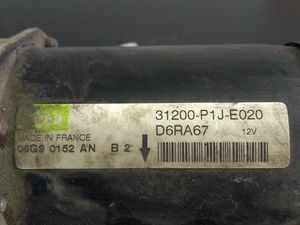 31200-P1J-E020
MADE IN FRANCE D6RA67 12V
06G9 0152 AN B 2